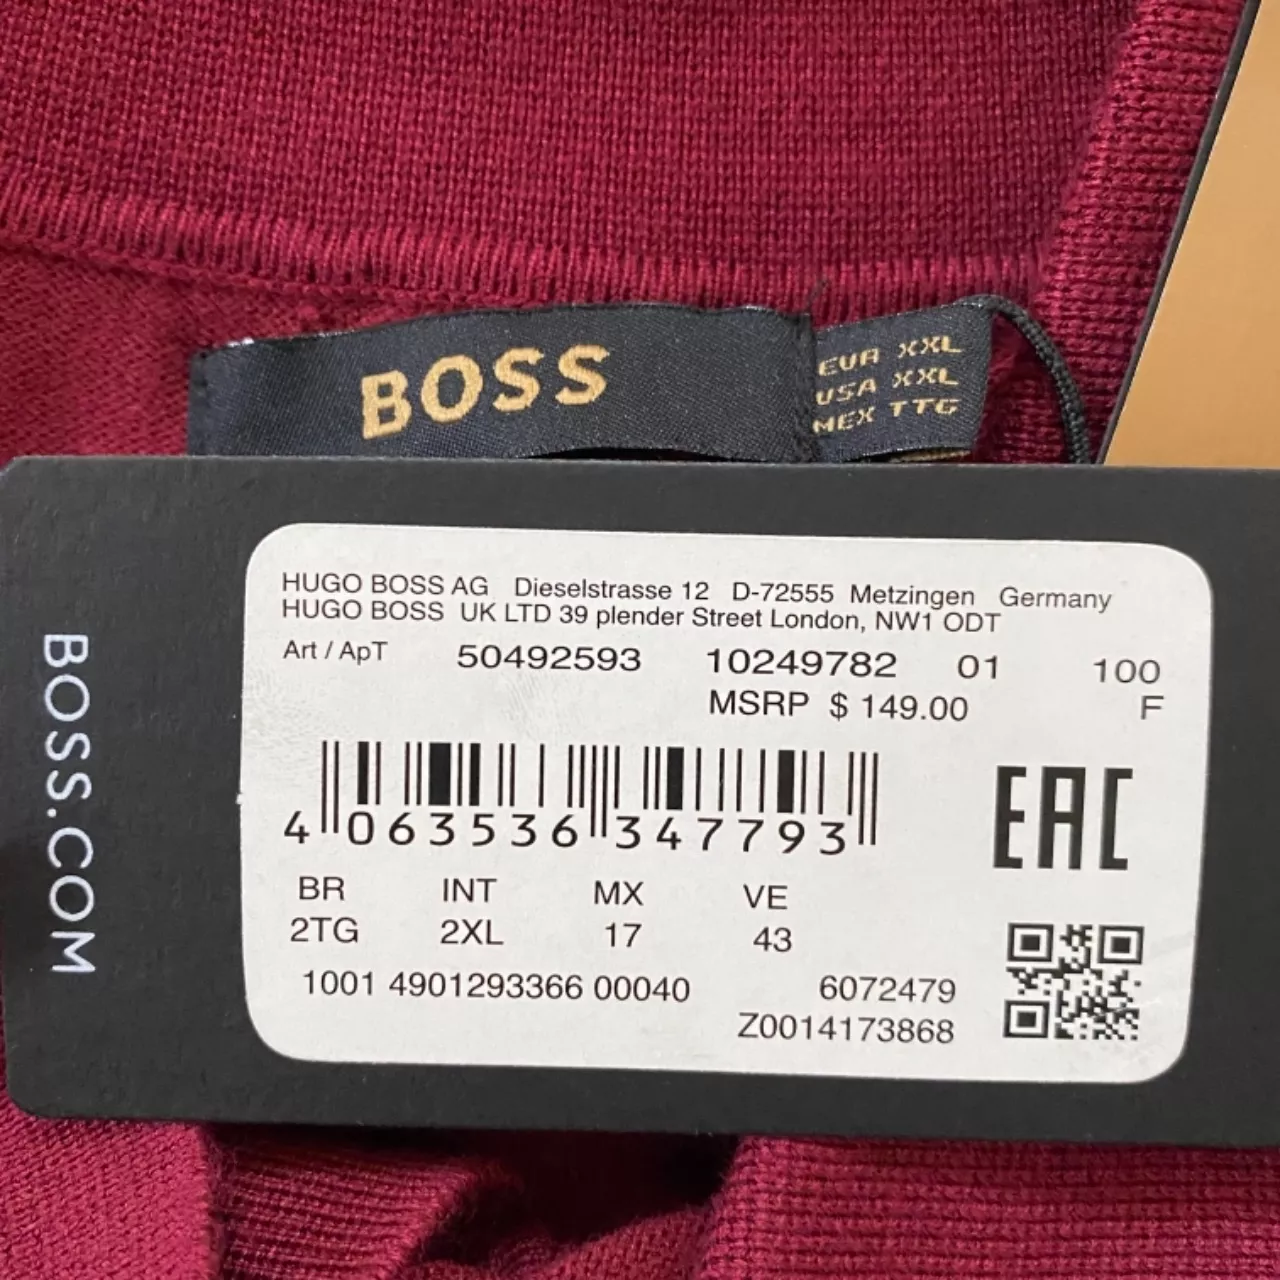 BOSS
EUR XXL
USA XXL
MEX TTG
BOSS.COM
HUGO BOSS AG Dieselstrasse 12 D-72555 Metzingen Germany
HUGO BOSS UK LTD 39 plender Street London, NW1 ODT
Art / ApT 50492593 10249782 01 100
MSRP $ 149.00 F
4 063536 347793
EAC
BR INT MX VE
2TG 2XL 17 43
1001 4901293366 00040 6072479
Z0014173868